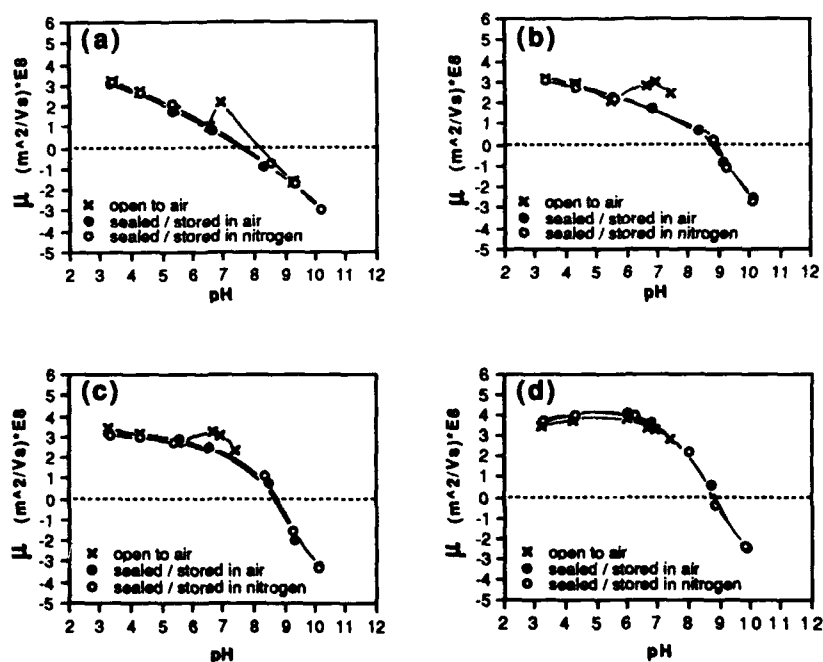 (a)
6
5
4
3
2
1
0
-1
-2
-3
-4
-5
μ (m^2/Vs)*E8
× open to air
● sealed / stored in air
○ sealed / stored in nitrogen
2 3 4 5 6 7 8 9 10 11 12
pH
(b)
6
5
4
3
2
1
0
-1
-2
-3
-4
-5
μ (m^2/Vs)*E8
× open to air
● sealed / stored in air
○ sealed / stored in nitrogen
2 3 4 5 6 7 8 9 10 11 12
pH
(c)
6
5
4
3
2
1
0
-1
-2
-3
-4
-5
μ (m^2/Vs)*E8
× open to air
● sealed / stored in air
○ sealed / stored in nitrogen
2 3 4 5 6 7 8 9 10 11 12
pH
(d)
6
5
4
3
2
1
0
-1
-2
-3
-4
-5
μ (m^2/Vs)*E8
× open to air
● sealed / stored in air
○ sealed / stored in nitrogen
2 3 4 5 6 7 8 9 10 11 12
pH